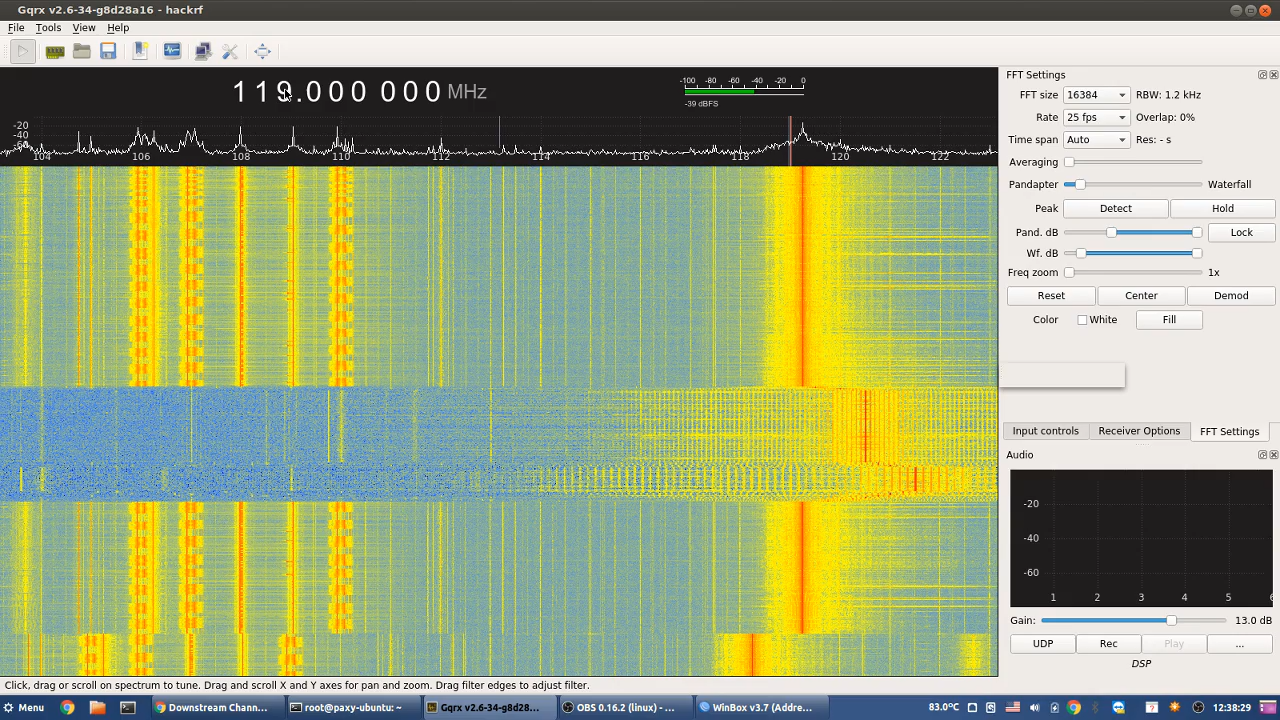 Gqrx v2.6-34-g8d28a16 - hackrf
File Tools View Help
119.000 000 MHz
-100 -80 -60 -40 -20 0
-39 dBFS
-20
-40
104 106 108 110 112 114 116 118 120 122
FFT Settings
FFT size 16384 RBW: 1.2 kHz
Rate 25 fps Overlap: 0%
Time span Auto Res: - s
Averaging
Pandapter Waterfall
Peak Detect Hold
Pand. dB Lock
Wf. dB
Freq zoom 1x
Reset Center Demod
Color White Fill
Input controls Receiver Options FFT Settings
Audio
-20
-40
-60
1 2 3 4 5 6
Gain: 13.0 dB
UDP Rec Play ...
DSP
Click, drag or scroll on spectrum to tune. Drag and scroll X and Y axes for pan and zoom. Drag filter edges to adjust filter.
Menu Downstream Chann... root@paxy-ubuntu: ~ Gqrx v2.6-34-g8d28... OBS 0.16.2 (linux) - ... WinBox v3.7 (Addre... 83.0°C 12:38:29